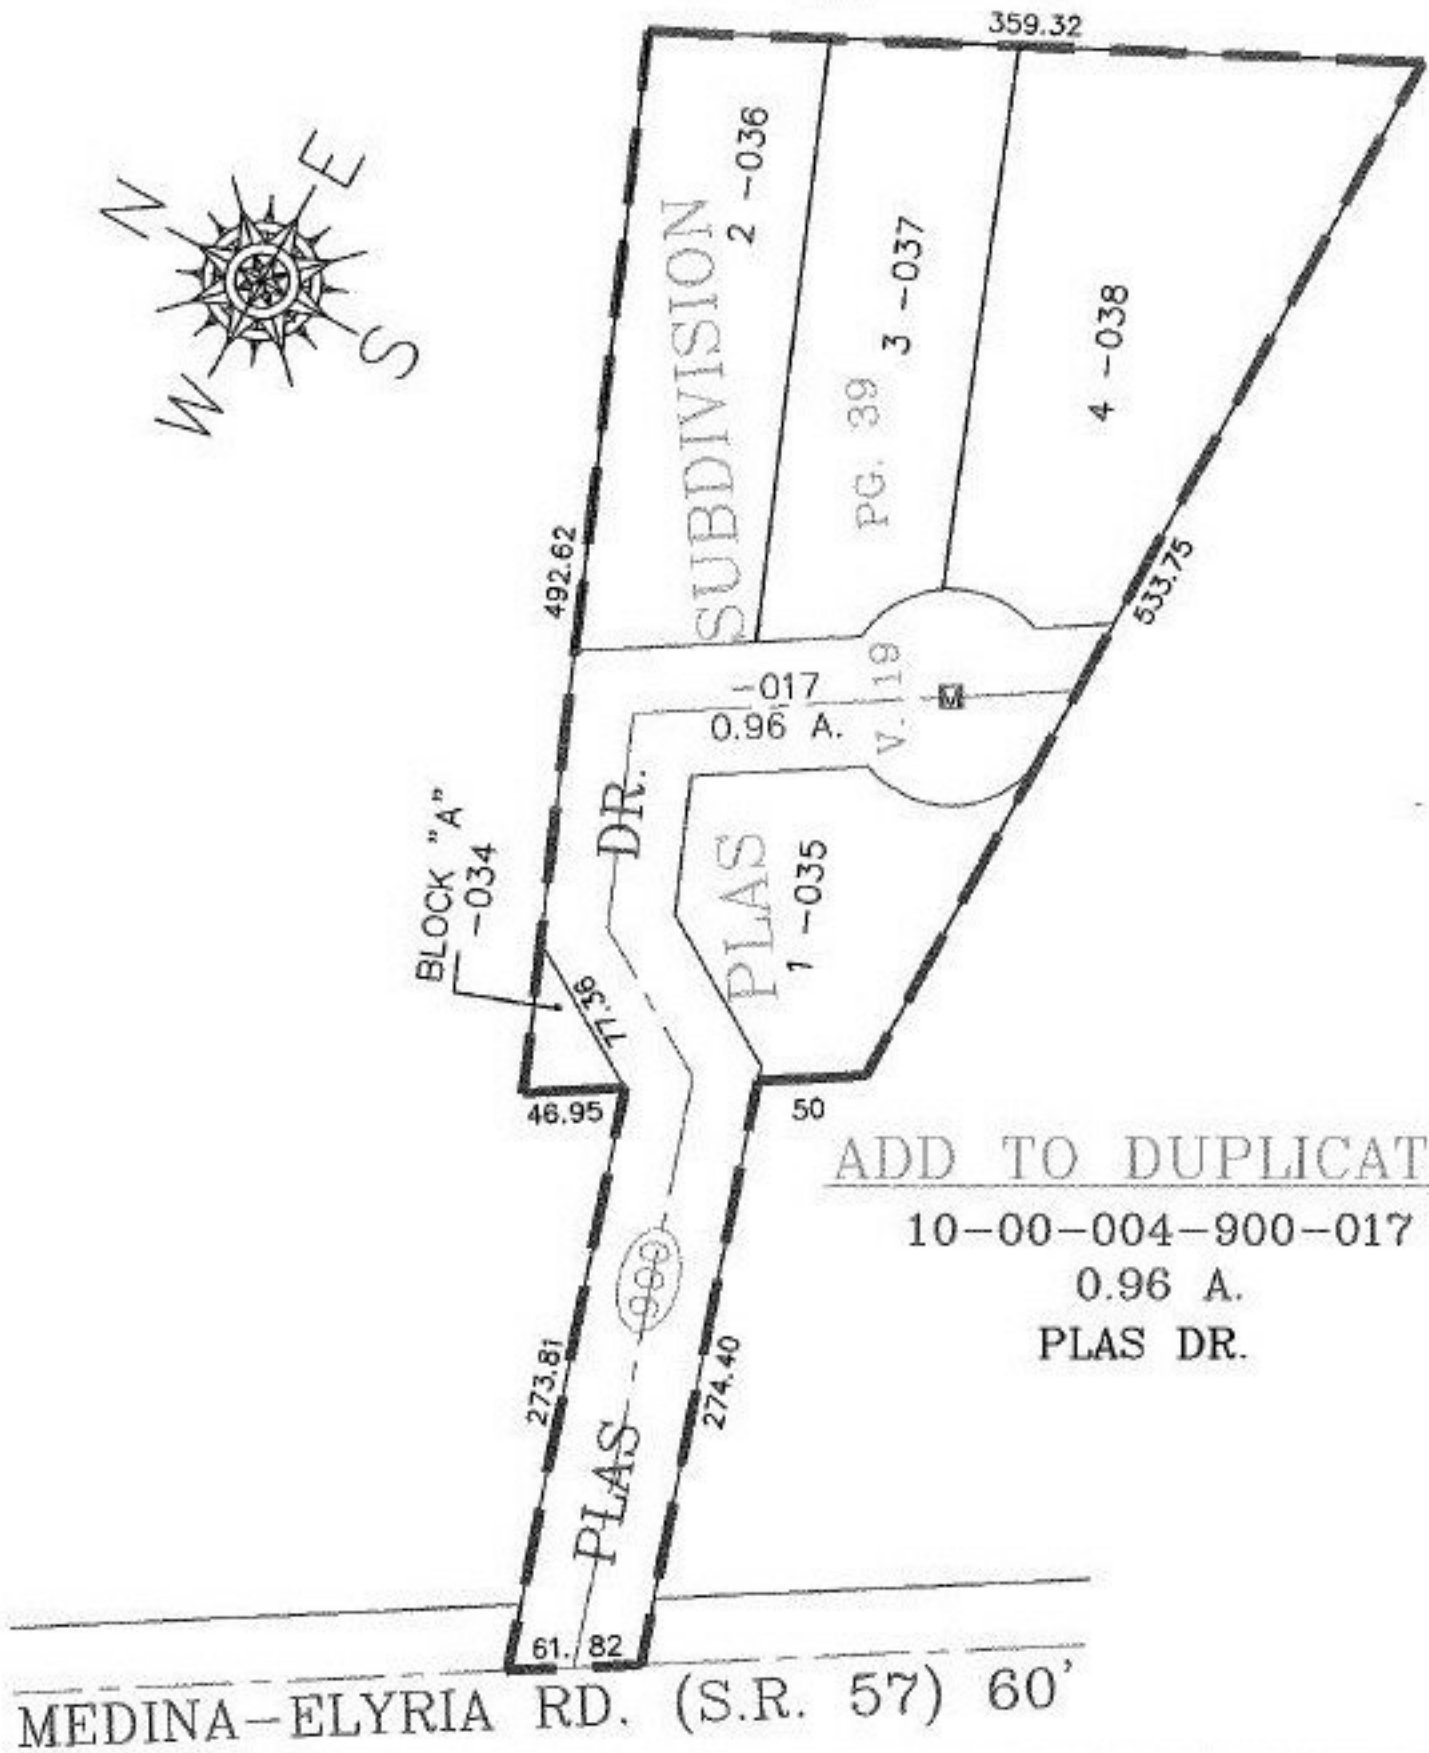 359.32
N
E
S
W
SUBDIVISION
2 -036
3 -037
PG. 39
4 -038
492.62
533.75
-017
0.96 A.
V. 19
DR.
BLOCK "A"
-034
PLAS
1 -035
77.36
46.95
50
ADD TO DUPLICAT
10-00-004-900-017
0.96 A.
PLAS DR.
900
273.81
274.40
PLAS
61.82
MEDINA-ELYRIA RD. (S.R. 57) 60'